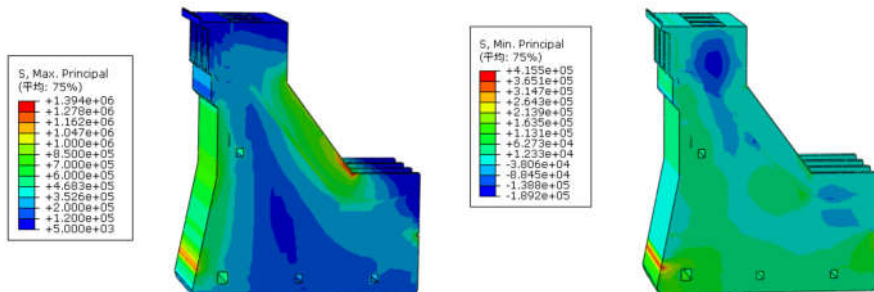 S, Max. Principal
(平均: 75%)
+1.394e+06
+1.278e+06
+1.162e+06
+1.047e+06
+1.000e+06
+8.500e+05
+7.000e+05
+6.000e+05
+4.683e+05
+3.526e+05
+2.000e+05
+1.200e+05
+5.000e+03
S, Min. Principal
(平均: 75%)
+4.155e+05
+3.651e+05
+3.147e+05
+2.643e+05
+2.139e+05
+1.635e+05
+1.131e+05
+6.273e+04
+1.233e+04
-3.806e+04
-8.845e+04
-1.388e+05
-1.892e+05